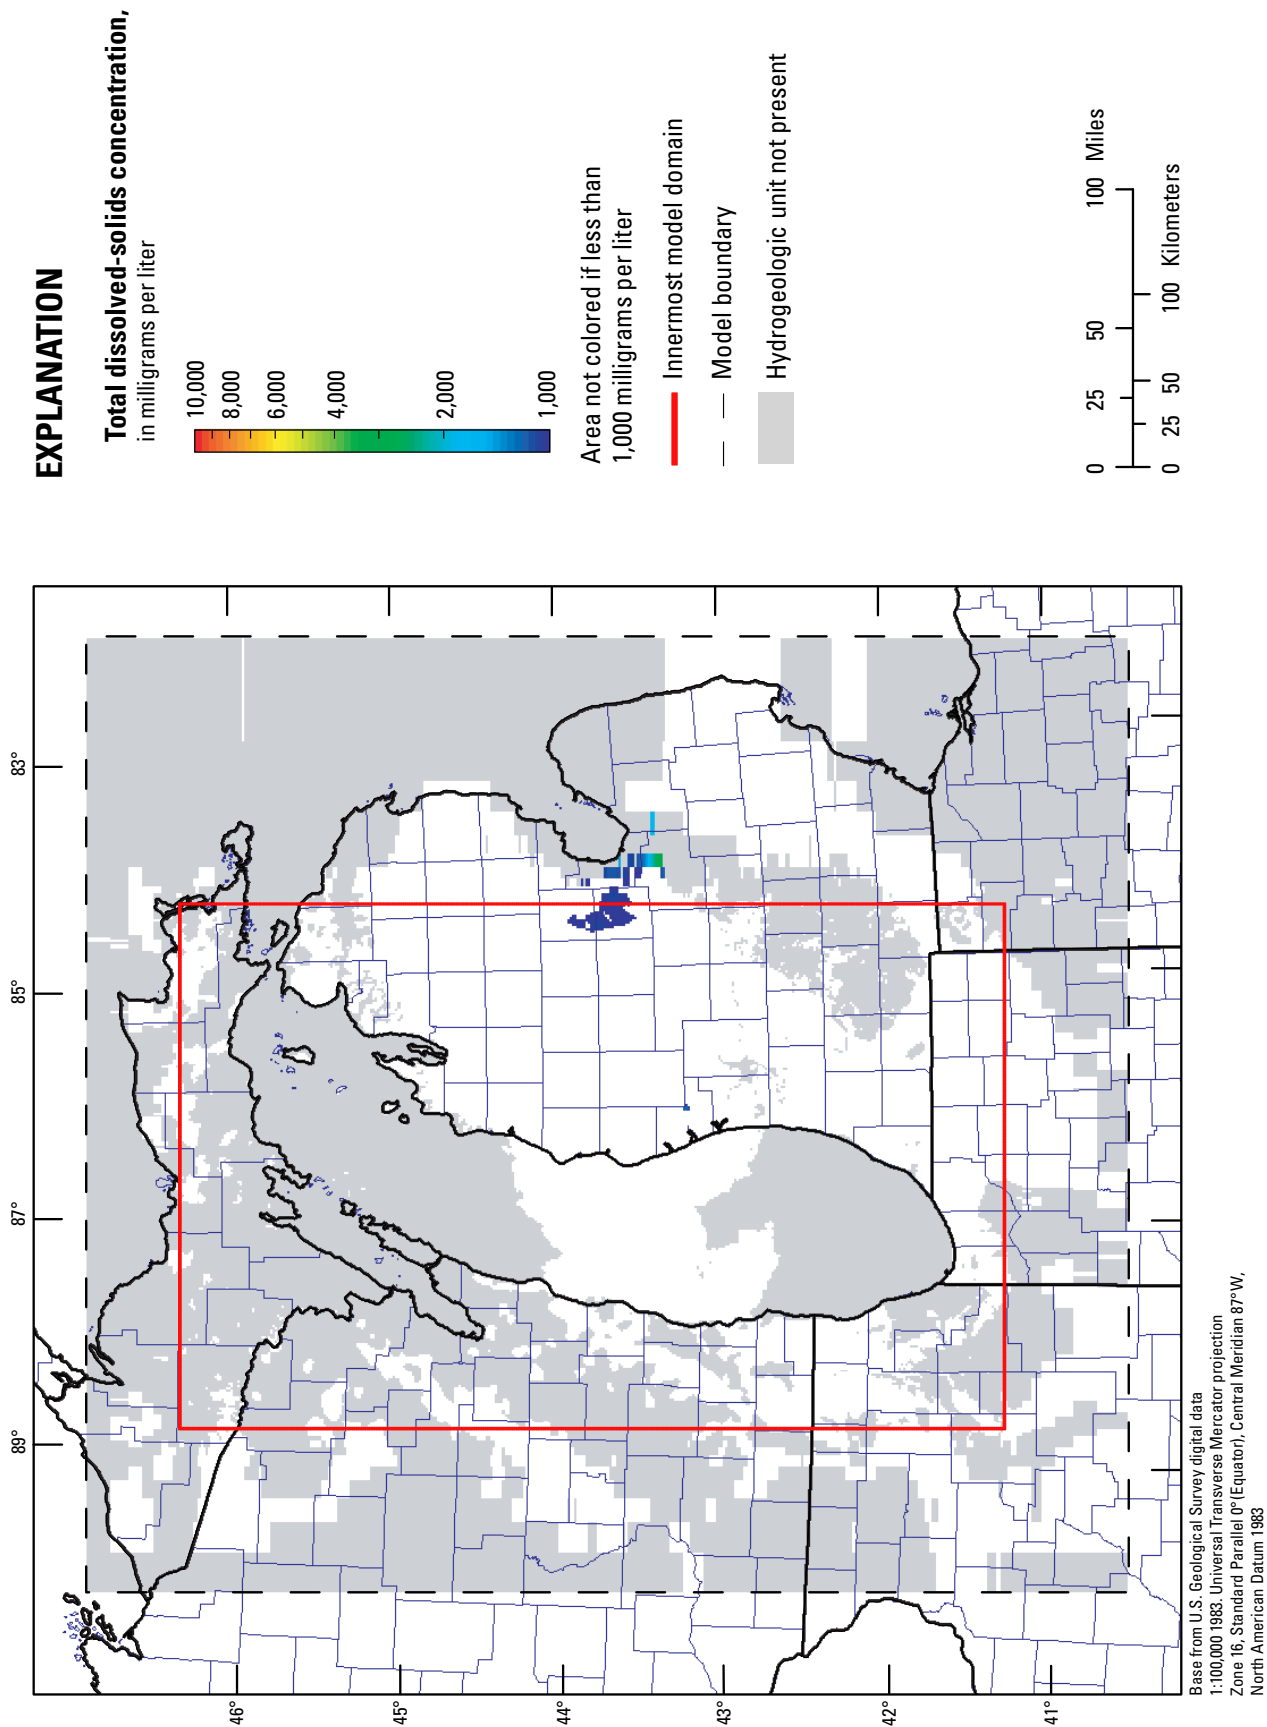 EXPLANATION
Total dissolved-solids concentration,
in milligrams per liter
10,000
8,000
6,000
4,000
2,000
1,000
Area not colored if less than
1,000 milligrams per liter
Innermost model domain
Model boundary
Hydrogeologic unit not present
0 25 50 100 Miles
0 25 50 100 Kilometers
89° 87° 85° 83°
46°
45°
44°
43°
42°
41°
Base from U.S. Geological Survey digital data
1:100,000 1983. Universal Transverse Mercator projection
Zone 16, Standard Parallel 0° (Equator), Central Meridian 87° W,
North American Datum 1983